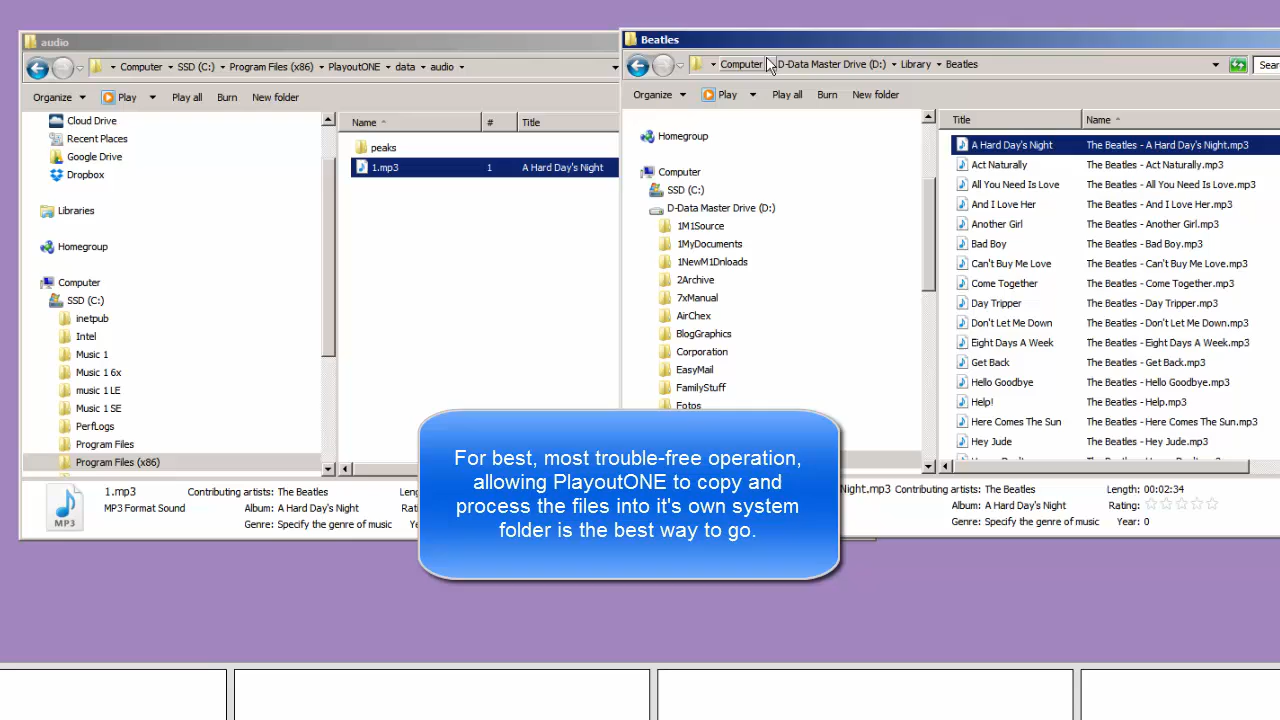 audio
Computer SSD (C:) Program Files (x86) PlayoutONE data audio
Organize Play Play all Burn New folder
Cloud Drive
Recent Places
Google Drive
Dropbox
Libraries
Homegroup
Computer
SSD (C:)
inetpub
Intel
Music 1
Music 1 6x
music 1 LE
Music 1 SE
PerfLogs
Program Files
Program Files (x86)
Name # Title
peaks
1.mp3 1 A Hard Day's Night
MP3
1.mp3 Contributing artists: The Beatles
MP3 Format Sound Album: A Hard Day's Night
Genre: Specify the genre of music
Beatles
Computer D-Data Master Drive (D:) Library Beatles
Organize Play Play all Burn New folder
Homegroup
Computer
SSD (C:)
D-Data Master Drive (D:)
1M1Source
1MyDocuments
1NewM1Dnloads
2Archive
7xManual
AirChex
BlogGraphics
Corporation
EasyMail
FamilyStuff
Fotos
Title Name
A Hard Day's Night The Beatles - A Hard Day's Night.mp3
Act Naturally The Beatles - Act Naturally.mp3
All You Need Is Love The Beatles - All You Need Is Love.mp3
And I Love Her The Beatles - And I Love Her.mp3
Another Girl The Beatles - Another Girl.mp3
Bad Boy The Beatles - Bad Boy.mp3
Can't Buy Me Love The Beatles - Can't Buy Me Love.mp3
Come Together The Beatles - Come Together.mp3
Day Tripper The Beatles - Day Tripper.mp3
Don't Let Me Down The Beatles - Don't Let Me Down.mp3
Eight Days A Week The Beatles - Eight Days A Week.mp3
Get Back The Beatles - Get Back.mp3
Hello Goodbye The Beatles - Hello Goodbye.mp3
Help! The Beatles - Help.mp3
Here Comes The Sun The Beatles - Here Comes The Sun.mp3
Hey Jude The Beatles - Hey Jude.mp3
Night.mp3 Contributing artists: The Beatles Length: 00:02:34
Album: A Hard Day's Night Rating:
Genre: Specify the genre of music Year: 0
For best, most trouble-free operation,
allowing PlayoutONE to copy and
process the files into it's own system
folder is the best way to go.